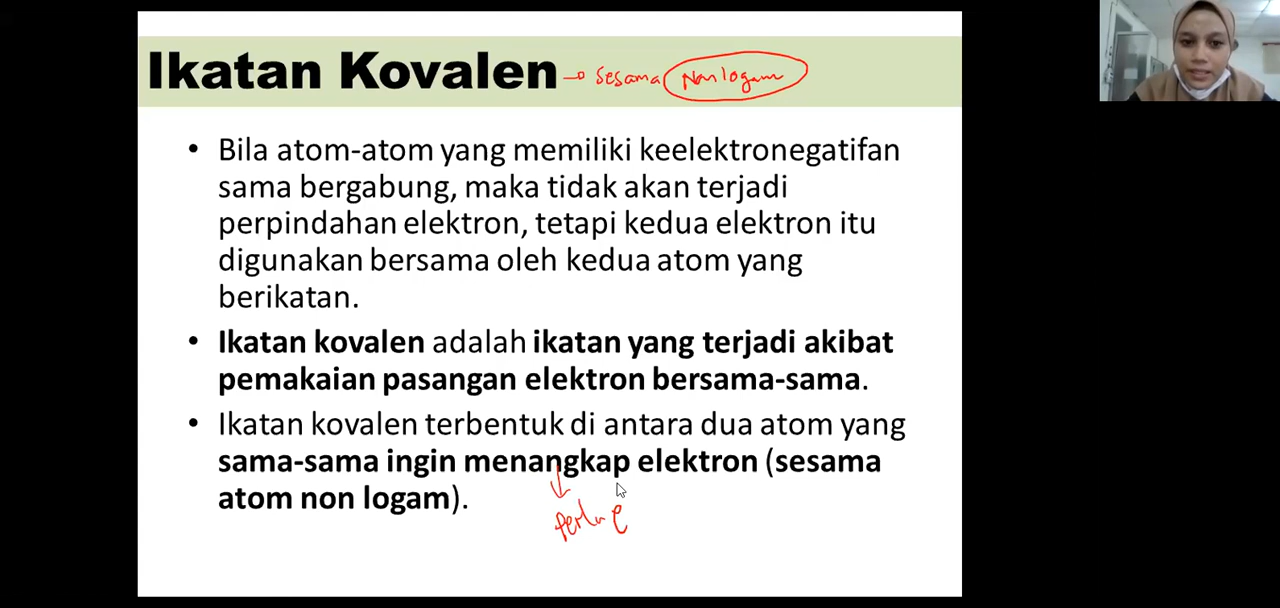 Ikatan Kovalen → sesama Non logam
• Bila atom-atom yang memiliki keelektronegatifan
sama bergabung, maka tidak akan terjadi
perpindahan elektron, tetapi kedua elektron itu
digunakan bersama oleh kedua atom yang
berikatan.
• Ikatan kovalen adalah ikatan yang terjadi akibat
pemakaian pasangan elektron bersama-sama.
• Ikatan kovalen terbentuk di antara dua atom yang
sama-sama ingin menangkap elektron (sesama
atom non logam).
perlu e